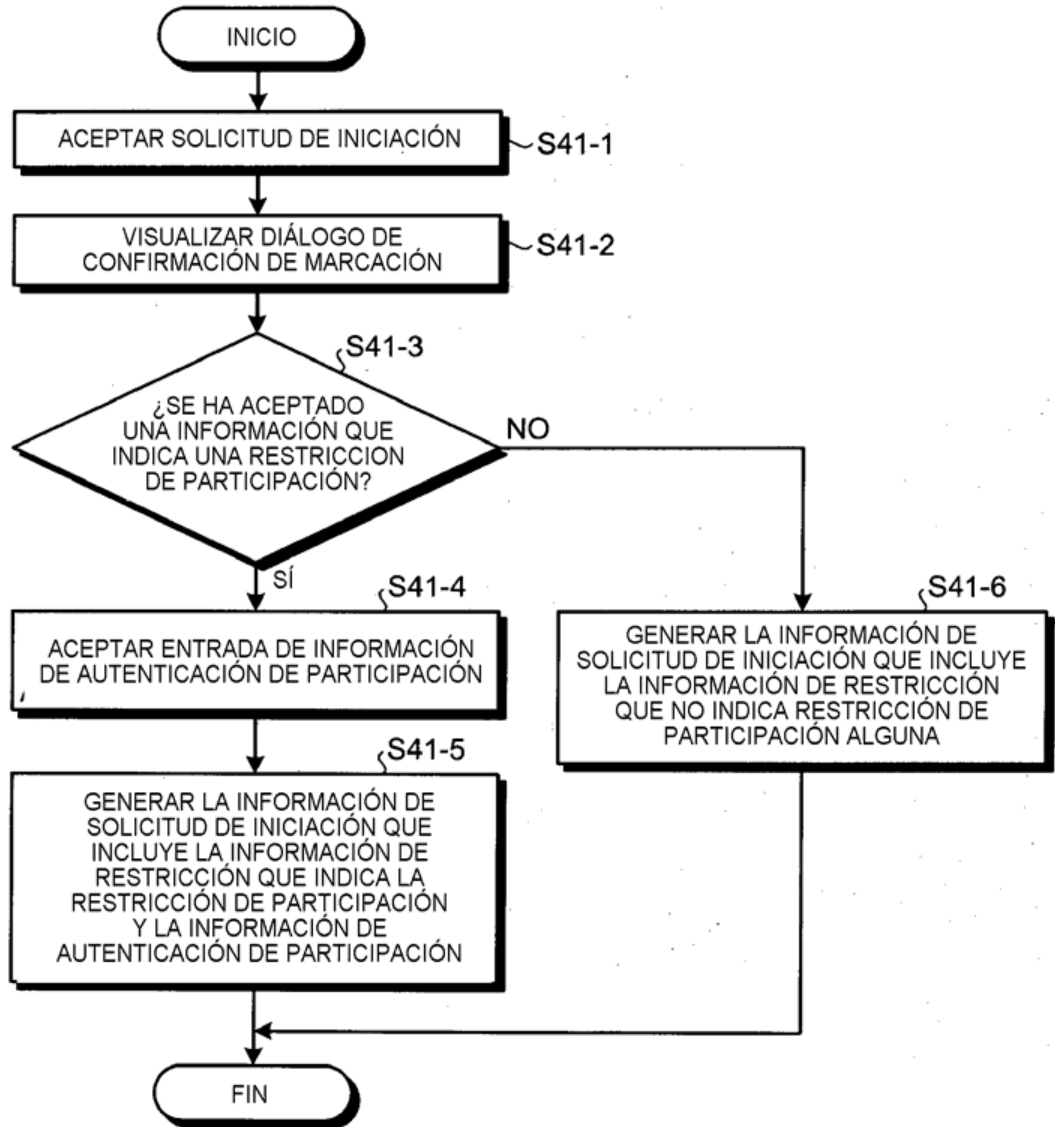 INICIO
ACEPTAR SOLICITUD DE INICIACIÓN
S41-1
VISUALIZAR DIÁLOGO DE
CONFIRMACIÓN DE MARCACIÓN
S41-2
S41-3
¿SE HA ACEPTADO
UNA INFORMACIÓN QUE
INDICA UNA RESTRICCION
DE PARTICIPACIÓN?
NO
SÍ
S41-4
ACEPTAR ENTRADA DE INFORMACIÓN
DE AUTENTICACIÓN DE PARTICIPACIÓN
S41-6
GENERAR LA INFORMACIÓN DE
SOLICITUD DE INICIACIÓN QUE INCLUYE
LA INFORMACIÓN DE RESTRICCIÓN
QUE NO INDICA RESTRICCIÓN DE
PARTICIPACIÓN ALGUNA
S41-5
GENERAR LA INFORMACIÓN DE
SOLICITUD DE INICIACIÓN QUE
INCLUYE LA INFORMACIÓN DE
RESTRICCIÓN QUE INDICA LA
RESTRICCIÓN DE PARTICIPACIÓN
Y LA INFORMACIÓN DE
AUTENTICACIÓN DE PARTICIPACIÓN
FIN